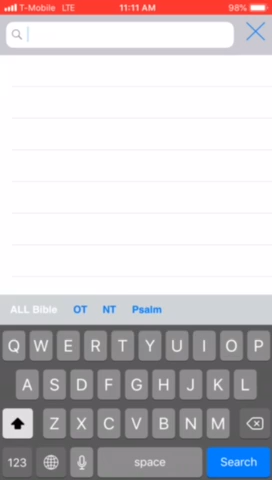 T-Mobile LTE 11:11 AM 98%
ALL Bible OT NT Psalm
Q W E R T Y U I O P
A S D F G H J K L
Z X C V B N M
123 space Search